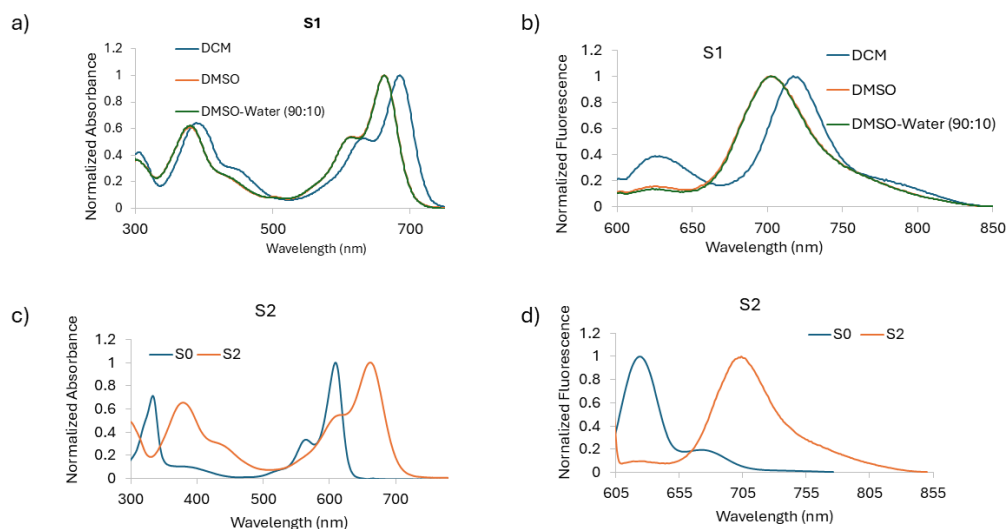 a)
S1
Normalized Absorbance
1.2
1
0.8
0.6
0.4
0.2
0
300
500
700
Wavelength (nm)
DCM
DMSO
DMSO-Water (90:10)
b)
S1
Normalized Fluorescence
1.2
1
0.8
0.6
0.4
0.2
0
600
650
700
750
800
850
Wavelength (nm)
DCM
DMSO
DMSO-Water (90:10)
c)
S2
Normalized Absorbance
1.2
1
0.8
0.6
0.4
0.2
0
300
400
500
600
700
Wavelength (nm)
S0
S2
d)
S2
Nornalized Fluorescence
1.2
1
0.8
0.6
0.4
0.2
0
605
655
705
755
805
855
Wavelength (nm)
S0
S2